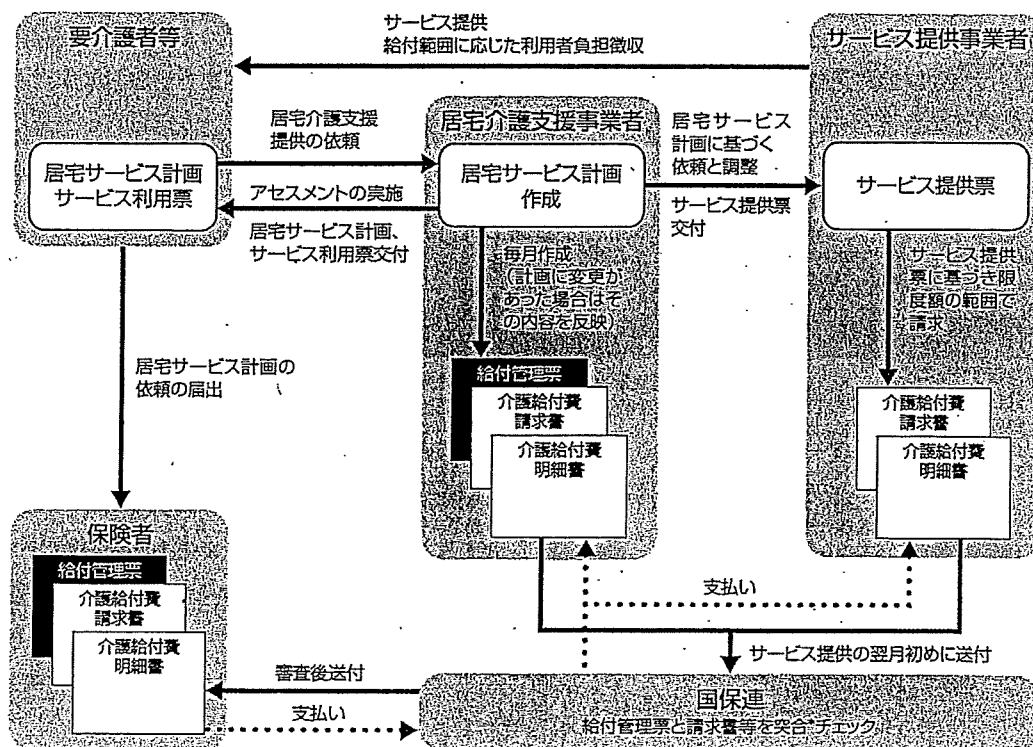 要介護者等
サービス提供
給付範囲に応じた利用者負担徴収
サービス提供事業者
居宅介護支援
提供の依頼
居宅介護支援事業者
居宅サービス
計画に基づく
依頼と調整
居宅サービス計画
サービス利用票
アセスメントの実施
居宅サービス計画、
サービス利用票交付
居宅サービス計画
作成
サービス提供票
交付
サービス提供票
毎月作成
(計画に変更が
あった場合はそ
の内容を反映)
サービス提供
票に基づき限
度額の範囲で
請求
居宅サービス計画の
依頼の届出
給付管理票
介護給付費
請求書
介護給付費
明細書
介護給付費
請求書
介護給付費
明細書
保険者
給付管理票
介護給付費
請求書
介護給付費
明細書
支払い
サービス提供の翌月初めに送付
審査後送付
支払い
国保連
給付管理票と請求書等を突合・チェック